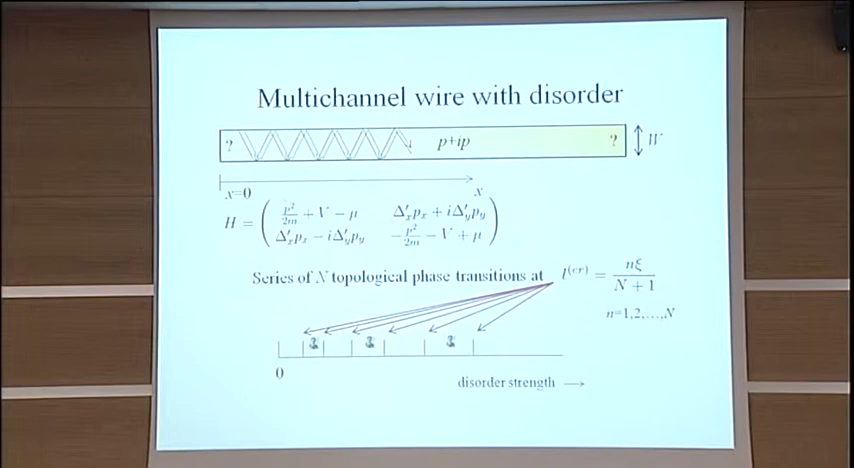 Multichannel wire with disorder
? p+ip ? W
x=0 x
H = ( p²/2m + V − μ   Δ′ₓpₓ + iΔ′ᵧpᵧ
Δ′ₓpₓ − iΔ′ᵧpᵧ   −p²/2m − V + μ )
Series of N topological phase transitions at l⁽ᶜʳ⁾ = nξ/N + 1
n=1,2,…,N
0
disorder strength →